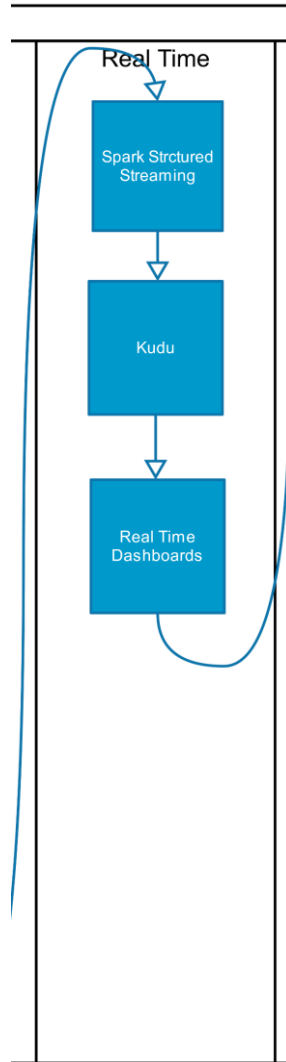 Real Time
Spark Strctured
Streaming
Kudu
Real Time
Dashboards